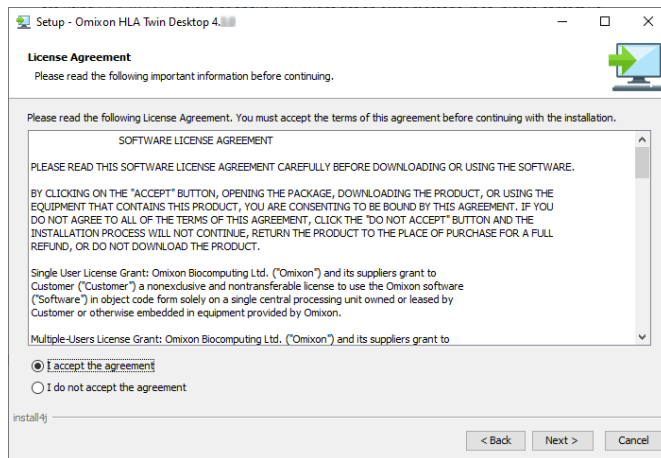 Setup - Omixon HLA Twin Desktop 4.
License Agreement
Please read the following important information before continuing.
Please read the following License Agreement. You must accept the terms of this agreement before continuing with the installation.
SOFTWARE LICENSE AGREEMENT
PLEASE READ THIS SOFTWARE LICENSE AGREEMENT CAREFULLY BEFORE DOWNLOADING OR USING THE SOFTWARE.
BY CLICKING ON THE "ACCEPT" BUTTON, OPENING THE PACKAGE, DOWNLOADING THE PRODUCT, OR USING THE
EQUIPMENT THAT CONTAINS THIS PRODUCT, YOU ARE CONSENTING TO BE BOUND BY THIS AGREEMENT. IF YOU
DO NOT AGREE TO ALL OF THE TERMS OF THIS AGREEMENT, CLICK THE "DO NOT ACCEPT" BUTTON AND THE
INSTALLATION PROCESS WILL NOT CONTINUE, RETURN THE PRODUCT TO THE PLACE OF PURCHASE FOR A FULL
REFUND, OR DO NOT DOWNLOAD THE PRODUCT.
Single User License Grant: Omixon Biocomputing Ltd. ("Omixon") and its suppliers grant to
Customer ("Customer") a nonexclusive and nontransferable license to use the Omixon software
("Software") in object code form solely on a single central processing unit owned or leased by
Customer or otherwise embedded in equipment provided by Omixon.
Multiple-Users License Grant: Omixon Biocomputing Ltd. ("Omixon") and its suppliers grant to
I accept the agreement
I do not accept the agreement
install4j
< Back
Next >
Cancel